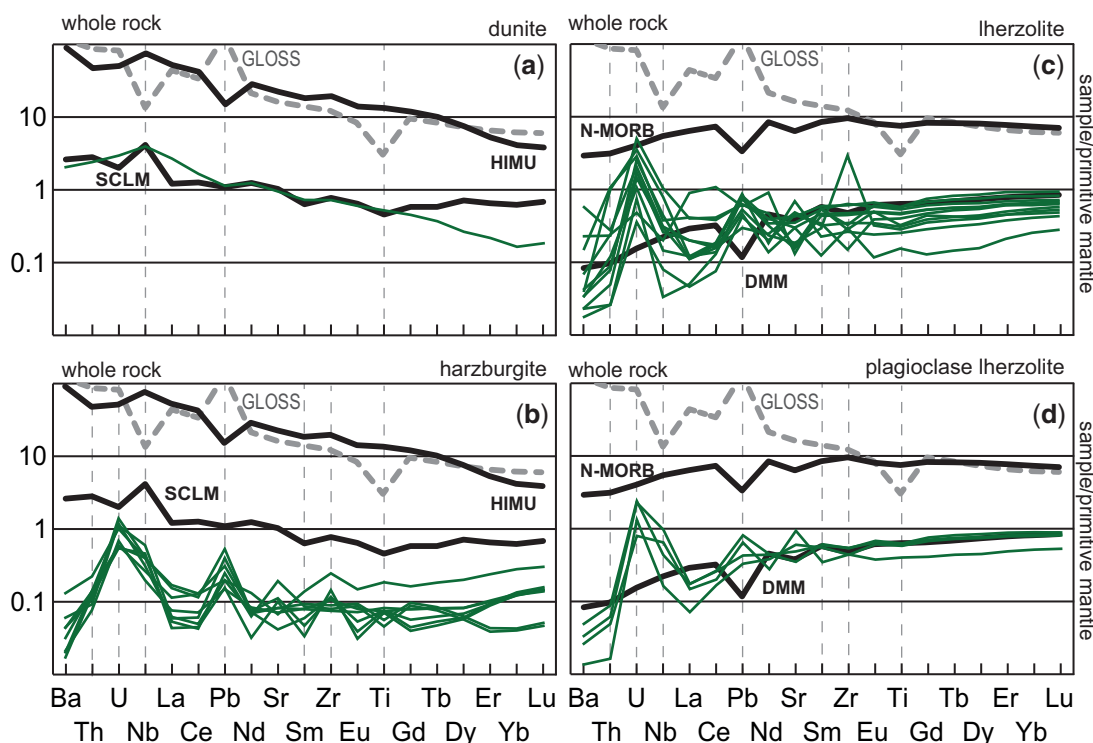 whole rock
dunite
(a)
GLOSS
HIMU
SCLM
10
1
0.1
whole rock
lherzolite
(c)
GLOSS
N-MORB
DMM
sample/primitive mantle
whole rock
harzburgite
(b)
GLOSS
SCLM
HIMU
10
1
0.1
whole rock
plagioclase lherzolite
(d)
GLOSS
N-MORB
DMM
sample/primitive mantle
Ba U La Pb Sr Zr Ti Tb Er Lu
Th Nb Ce Nd Sm Eu Gd Dy Yb
Ba U La Pb Sr Zr Ti Tb Er Lu
Th Nb Ce Nd Sm Eu Gd Dy Yb